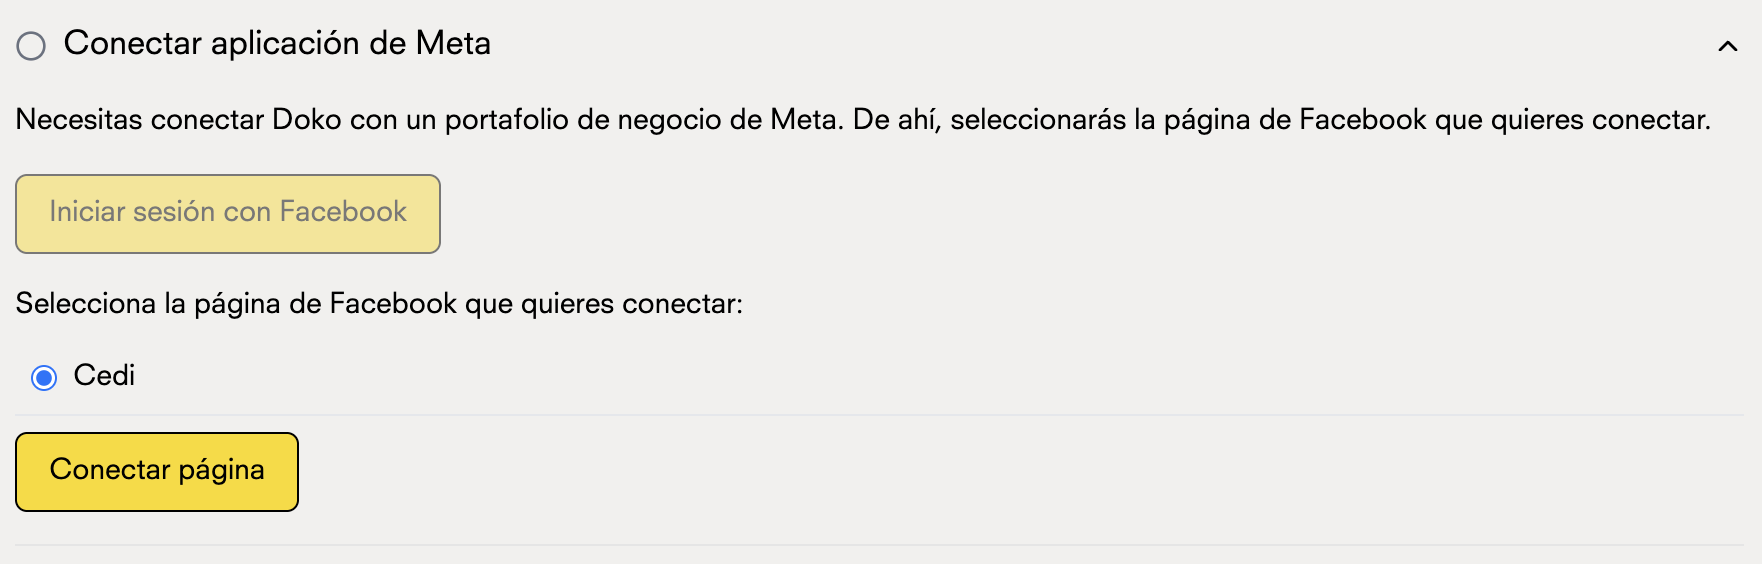 Conectar aplicación de Meta
Necesitas conectar Doko con un portafolio de negocio de Meta. De ahí, seleccionarás la página de Facebook que quieres conectar.
Iniciar sesión con Facebook
Selecciona la página de Facebook que quieres conectar:
Cedi
Conectar página